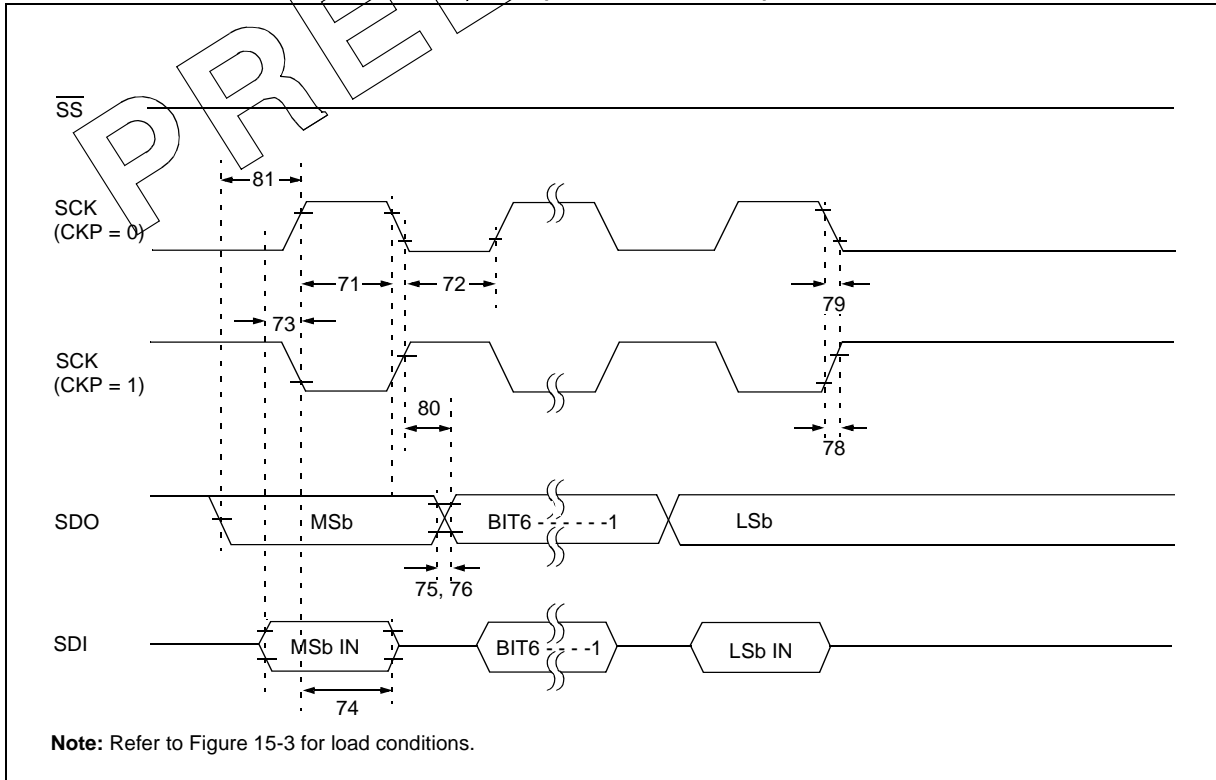 PREL
SS
81
SCK
(CKP = 0)
71
72
79
73
SCK
(CKP = 1)
80
78
SDO
MSb
BIT6 - - - - - -1
LSb
75, 76
SDI
MSb IN
BIT6 - - - -1
LSb IN
74
Note: Refer to Figure 15-3 for load conditions.